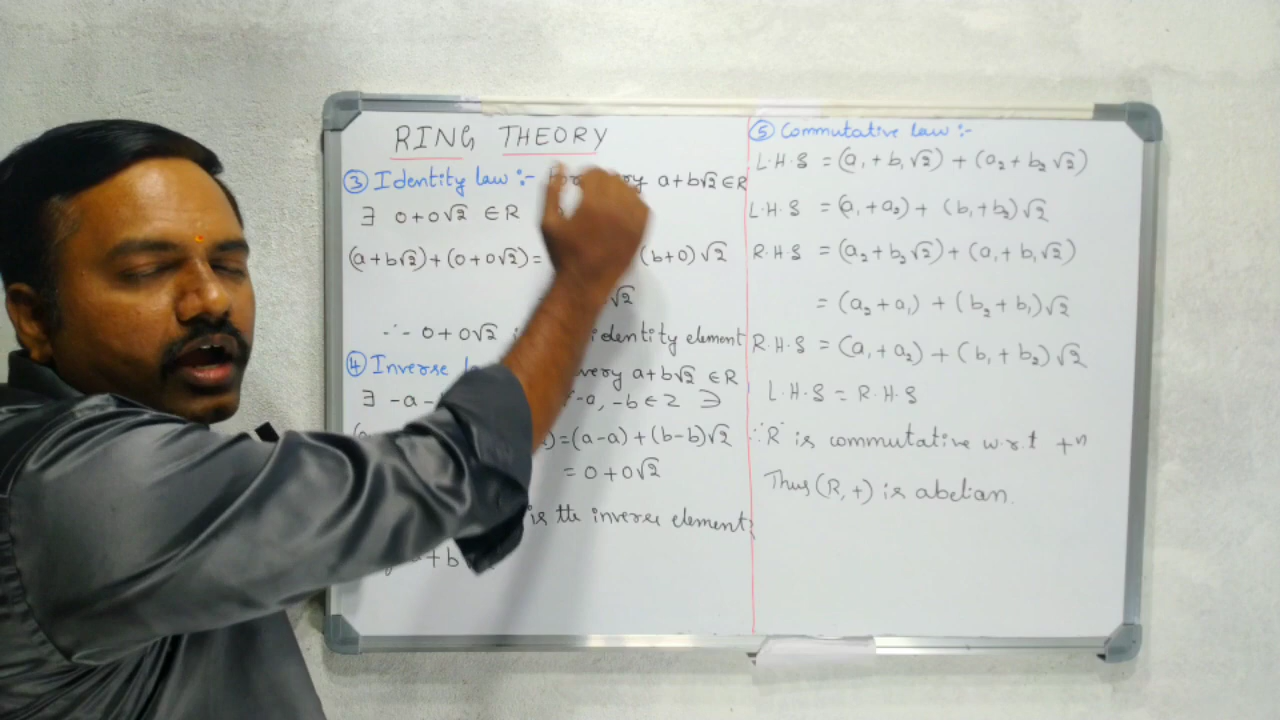 RING THEORY
③ Identity law :- a+b√2 ∈ R
∃ 0+0√2 ∈ R
(a+b√2)+(0+0√2)= (b+0)√2
√2
∴ 0+0√2 identity element
④ Inverse a+b√2 ∈ R
∃ -a -a, -b ∈ Z ∋
)=(a-a)+(b-b)√2
= 0+0√2
is the inverse element
+b
⑤ Commutative law :-
L.H.S = (a₁+b₁√2)+(a₂+b₂√2)
L.H.S = (a₁+a₂)+(b₁+b₂)√2
R.H.S = (a₂+b₂√2)+(a₁+b₁√2)
= (a₂+a₁)+(b₂+b₁)√2
R.H.S = (a₁+a₂)+(b₁+b₂)√2
L.H.S = R.H.S
∴ R is commutative w.r.t +ⁿ
Thus (R,+) is abelian.